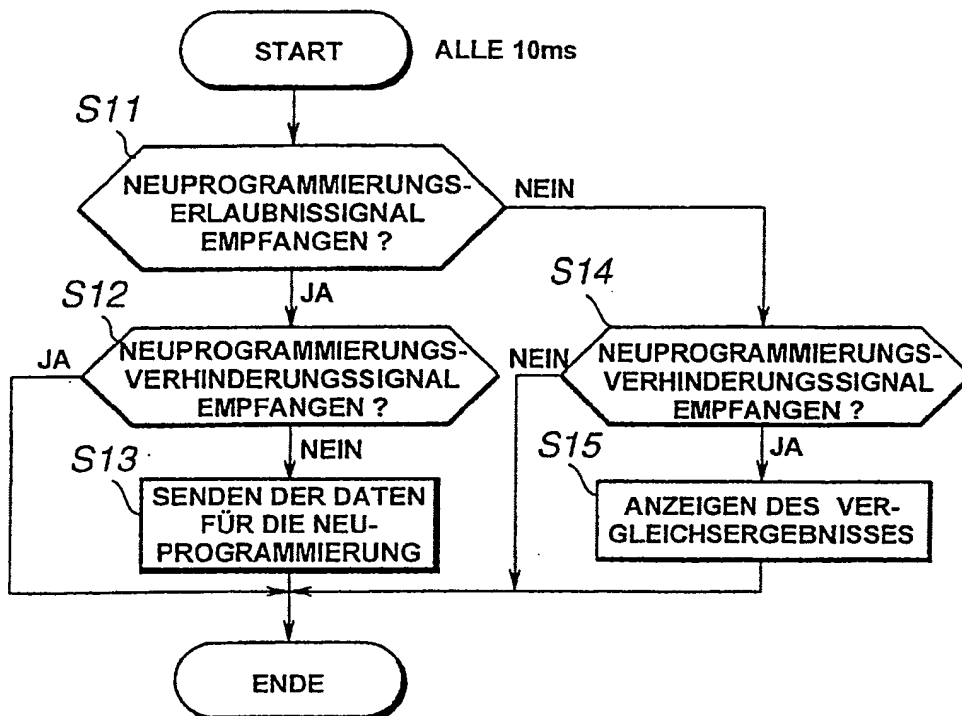 START
ALLE 10ms
S11
NEUPROGRAMMIERUNGS-
ERLAUBNISSIGNAL
EMPFANGEN ?
NEIN
JA
S12
JA
NEUPROGRAMMIERUNGS-
VERHINDERUNGSSIGNAL
EMPFANGEN ?
NEIN
S13
SENDEN DER DATEN
FÜR DIE NEU-
PROGRAMMIERUNG
S14
NEIN
NEUPROGRAMMIERUNGS-
VERHINDERUNGSSIGNAL
EMPFANGEN ?
JA
S15
ANZEIGEN DES VER-
GLEICHSERGEBNISSES
ENDE